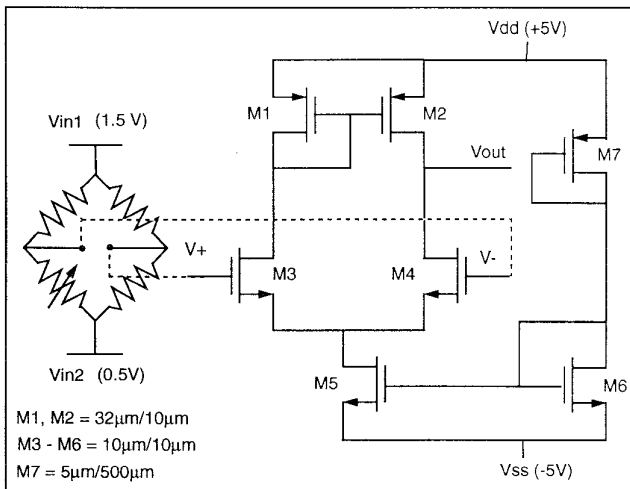 Vdd (+5V)
M1
M2
M7
Vin1 (1.5 V)
Vout
V+
V-
M3
M4
Vin2 (0.5V)
M5
M6
M1, M2 = 32μm/10μm
M3 - M6 = 10μm/10μm
M7 = 5μm/500μm
Vss (-5V)